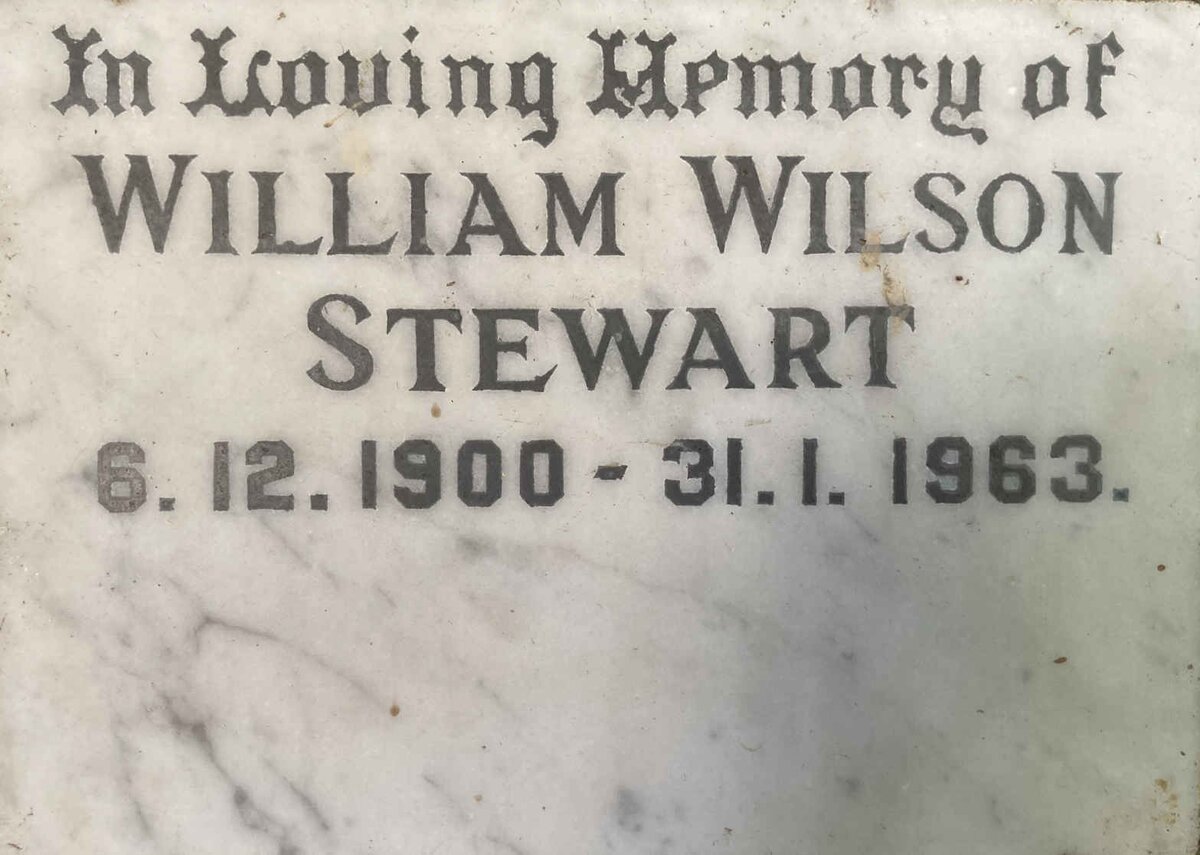 In Loving Memory of
WILLIAM WILSON
STEWART
6.12.1900 - 31.1.1963.